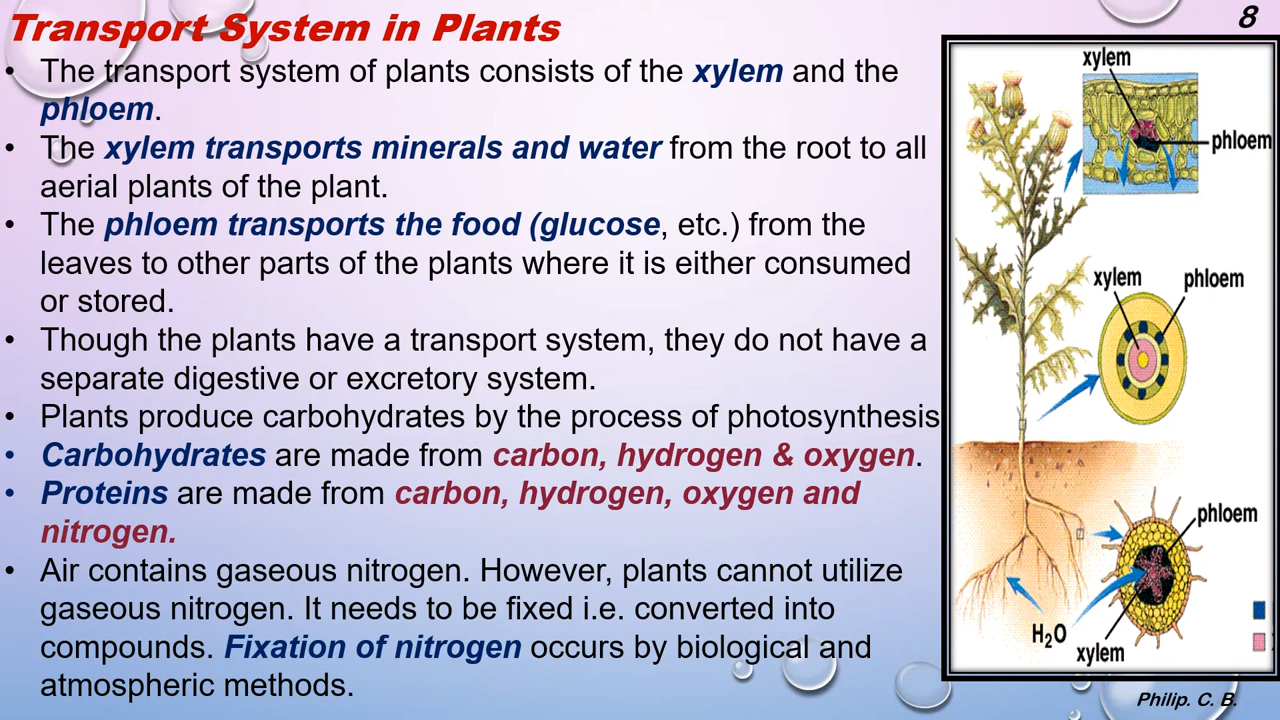 Transport System in Plants
8
• The transport system of plants consists of the xylem and the
phloem.
• The xylem transports minerals and water from the root to all
aerial plants of the plant.
• The phloem transports the food (glucose, etc.) from the
leaves to other parts of the plants where it is either consumed
or stored.
• Though the plants have a transport system, they do not have a
separate digestive or excretory system.
• Plants produce carbohydrates by the process of photosynthesis
• Carbohydrates are made from carbon, hydrogen & oxygen.
• Proteins are made from carbon, hydrogen, oxygen and
nitrogen.
• Air contains gaseous nitrogen. However, plants cannot utilize
gaseous nitrogen. It needs to be fixed i.e. converted into
compounds. Fixation of nitrogen occurs by biological and
atmospheric methods.
xylem
phloem
xylem
phloem
phloem
H₂O
xylem
Philip. C. B.